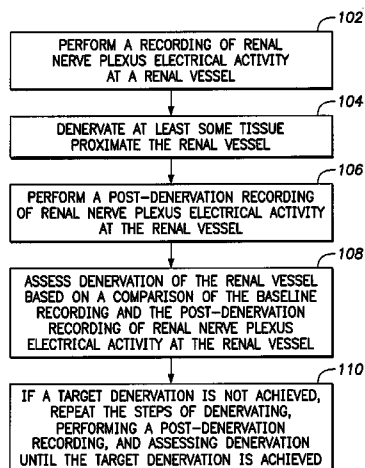 102
PERFORM A RECORDING OF RENAL
NERVE PLEXUS ELECTRICAL ACTIVITY
AT A RENAL VESSEL
104
DENERVATE AT LEAST SOME TISSUE
PROXIMATE THE RENAL VESSEL
106
PERFORM A POST-DENERVATION RECORDING
OF RENAL NERVE PLEXUS ELECTRICAL ACTIVITY
AT THE RENAL VESSEL
108
ASSESS DENERVATION OF THE RENAL VESSEL
BASED ON A COMPARISON OF THE BASELINE
RECORDING AND THE POST-DENERVATION
RECORDING OF RENAL NERVE PLEXUS
ELECTRICAL ACTIVITY AT THE RENAL VESSEL
110
IF A TARGET DENERVATION IS NOT ACHIEVED,
REPEAT THE STEPS OF DENERVATING,
PERFORMING A POST-DENERVATION
RECORDING, AND ASSESSING DENERVATION
UNTIL THE TARGET DENERVATION IS ACHIEVED